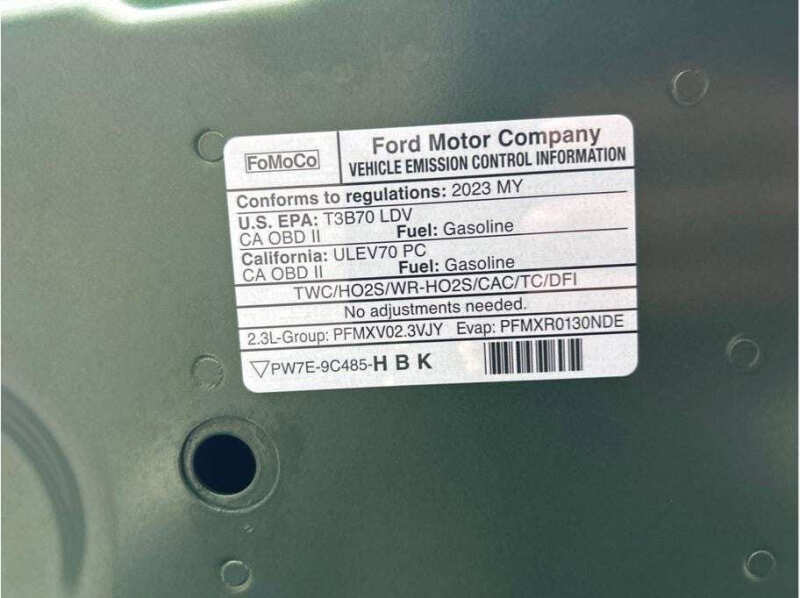 FoMoCo
Ford Motor Company
VEHICLE EMISSION CONTROL INFORMATION
Conforms to regulations: 2023 MY
U.S. EPA: T3B70 LDV
CA OBD II Fuel: Gasoline
California: ULEV70 PC
CA OBD II Fuel: Gasoline
TWC/HO2S/WR-HO2S/CAC/TC/DFI
No adjustments needed.
2.3L-Group: PFMXV02.3VJY Evap: PFMXR0130NDE
PW7E-9C485-H B K